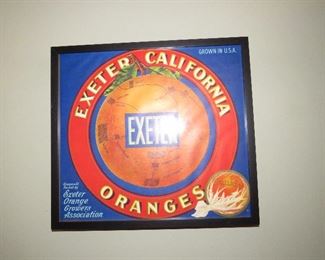 GROWN IN U.S.A.
EXETER CALIFORNIA
EXETER
ORANGES
Exeter
Orange
Growers
Association